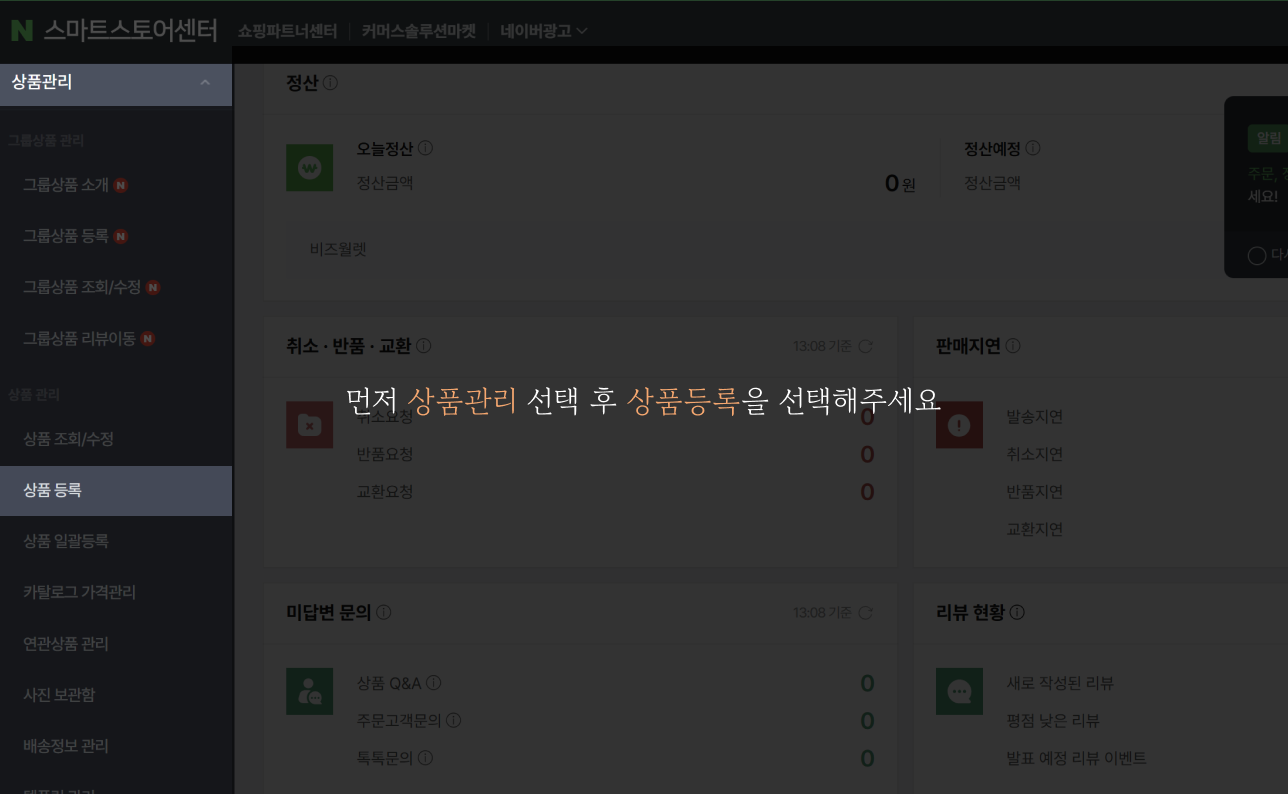 N 스마트스토어센터 쇼핑파트너센터 커머스솔루션마켓 네이버광고
상품관리
그룹상품 관리
그룹상품 소개 N
그룹상품 등록 N
그룹상품 조회/수정 N
그룹상품 리뷰이동 N
상품 관리
상품 조회/수정
상품 등록
상품 일괄등록
카탈로그 가격관리
연관상품 관리
사진 보관함
배송정보 관리
정산
오늘정산
정산금액 0 원
정산예정
정산금액
비즈월렛
알림
주문,
세요!
취소 · 반품 · 교환 13:08 기준
취소요청 0
반품요청 0
교환요청 0
판매지연
발송지연
취소지연
반품지연
교환지연
먼저 상품관리 선택 후 상품등록을 선택해주세요
미답변 문의 13:08 기준
상품 Q&A 0
주문고객문의 0
톡톡문의 0
리뷰 현황
새로 작성된 리뷰
평점 낮은 리뷰
발표 예정 리뷰 이벤트